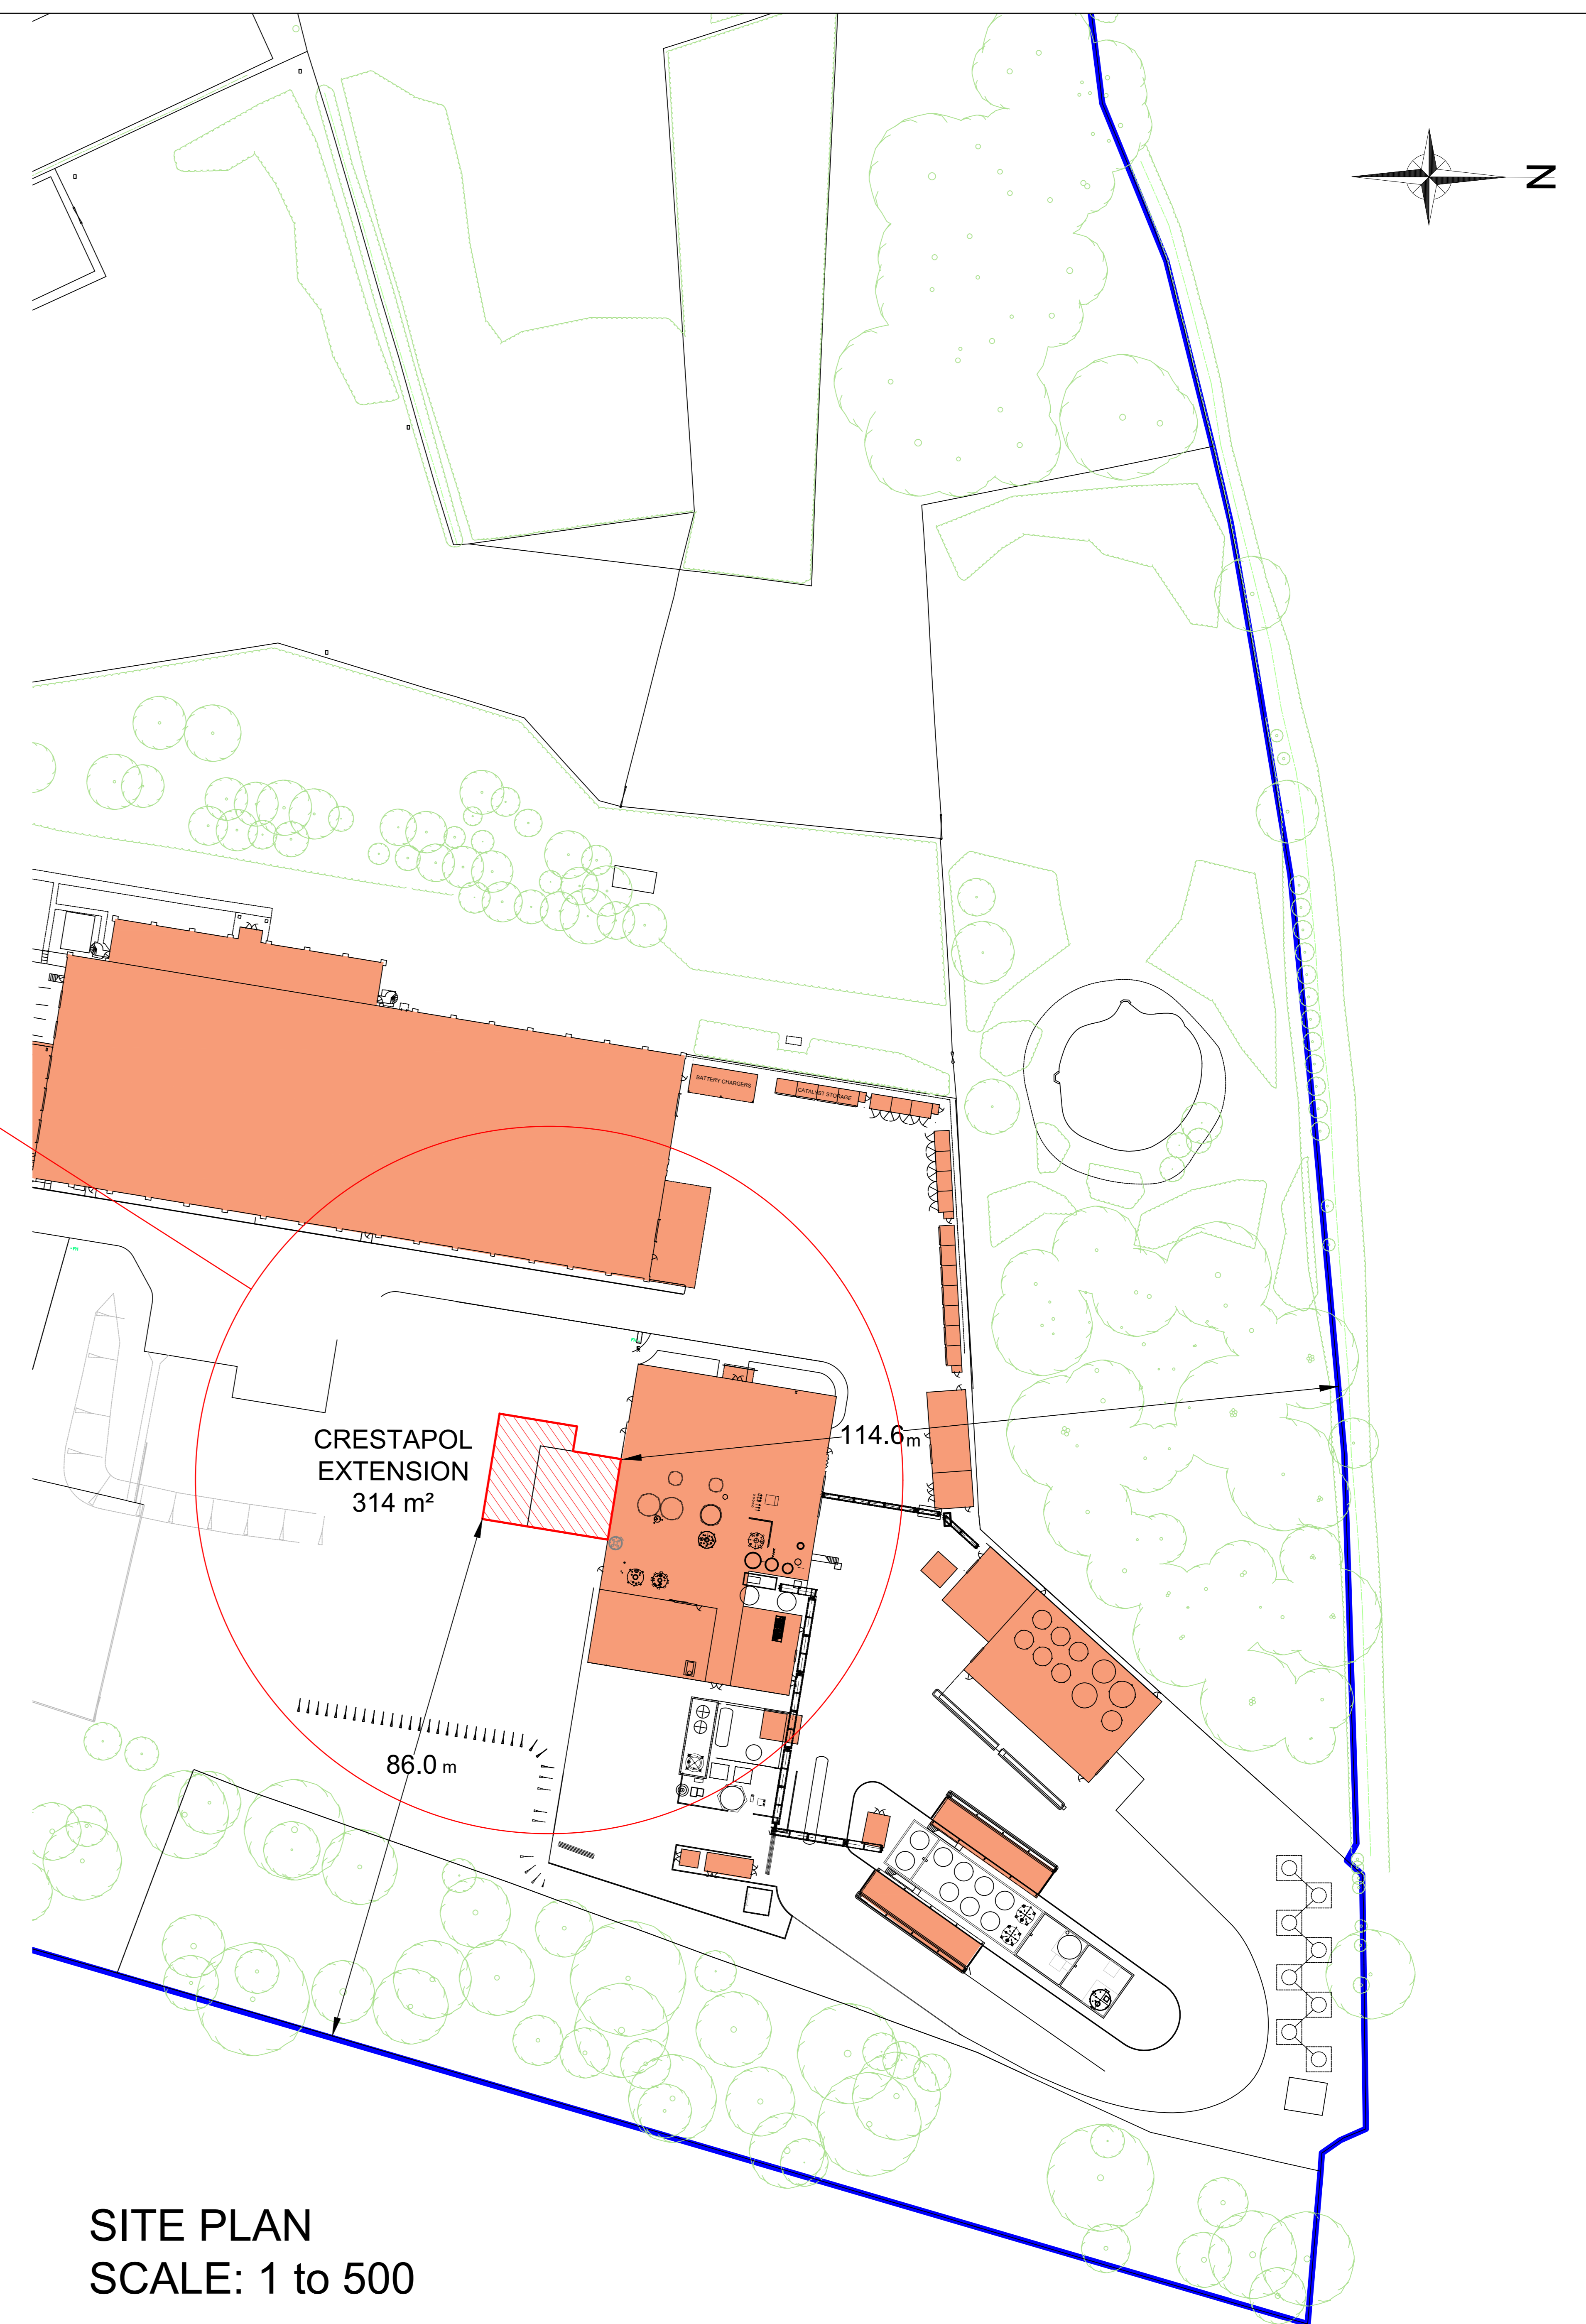 N
BATTERY CHARGERS
CATALYST STORAGE
CRESTAPOL
EXTENSION
314 m²
114.6m
86.0 m
SITE PLAN
SCALE: 1 to 500